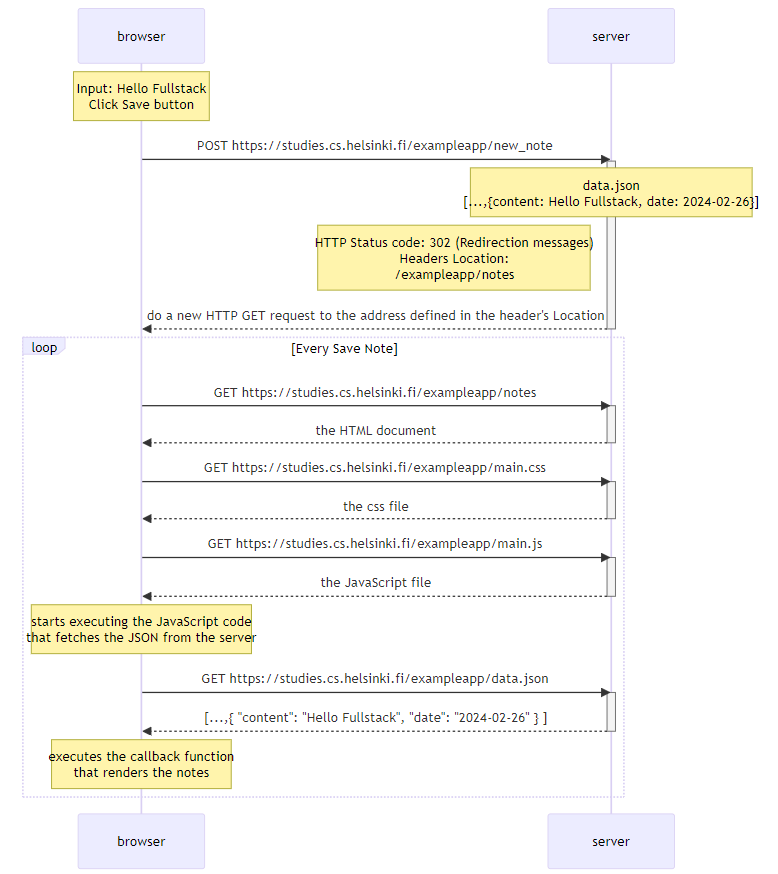 browser
server
Input: Hello Fullstack
Click Save button
POST https://studies.cs.helsinki.fi/exampleapp/new_note
data.json
[...,{content: Hello Fullstack, date: 2024-02-26}]
HTTP Status code: 302 (Redirection messages)
Headers Location:
/exampleapp/notes
do a new HTTP GET request to the address defined in the header's Location
loop
[Every Save Note]
GET https://studies.cs.helsinki.fi/exampleapp/notes
the HTML document
GET https://studies.cs.helsinki.fi/exampleapp/main.css
the css file
GET https://studies.cs.helsinki.fi/exampleapp/main.js
the JavaScript file
starts executing the JavaScript code
that fetches the JSON from the server
GET https://studies.cs.helsinki.fi/exampleapp/data.json
[...,{ "content": "Hello Fullstack", "date": "2024-02-26" } ]
executes the callback function
that renders the notes
browser
server